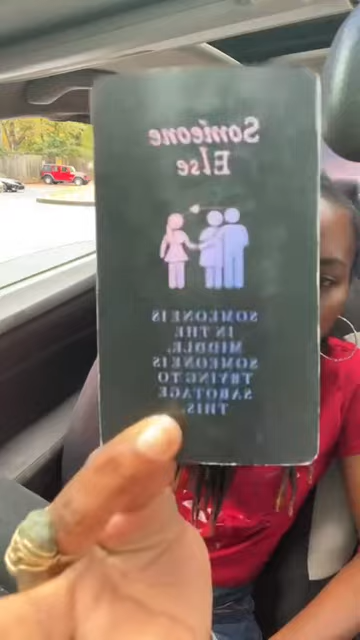 Someone
Else
SOMEONE IS
IN THE
MIDDLE.
SOMEONE IS
TRYING TO
SABOTAGE
THIS.